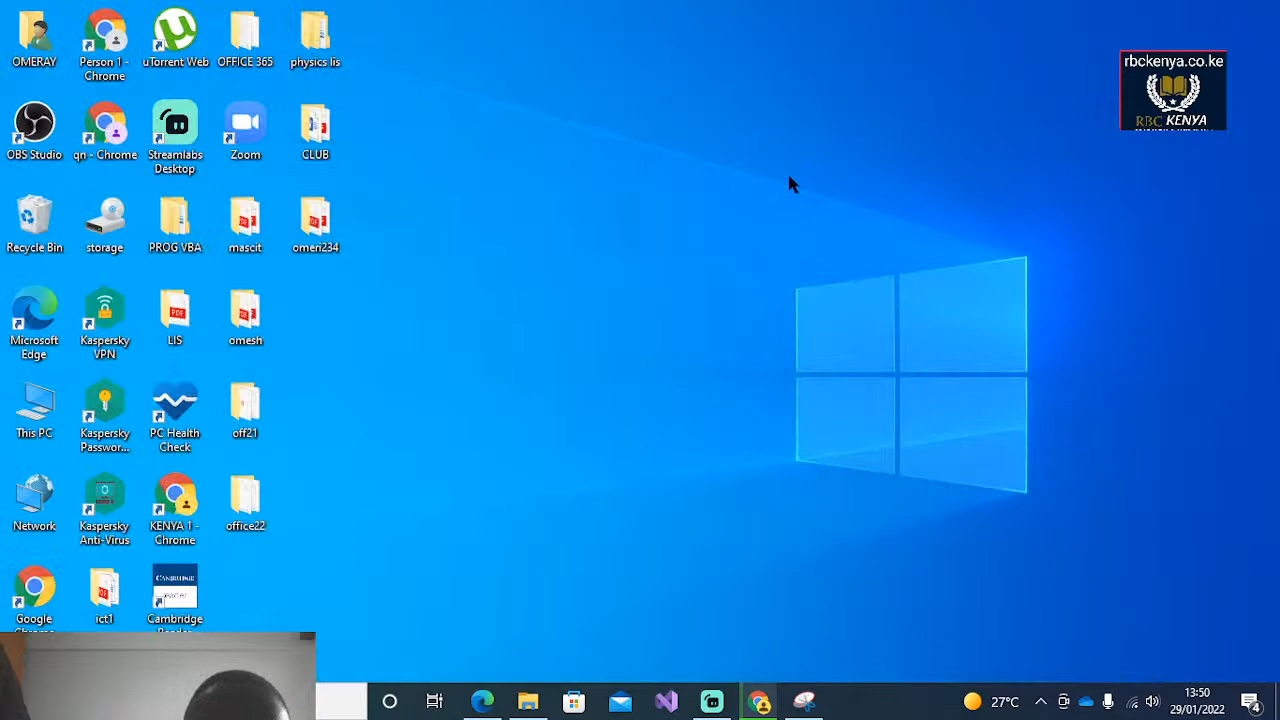 OMERAY
Person 1 -
Chrome
uTorrent Web
OFFICE 365
physics lis
OBS Studio
qn - Chrome
Streamlabs
Desktop
Zoom
CLUB
Recycle Bin
storage
PROG VBA
mascit
omeri234
Microsoft
Edge
Kaspersky
VPN
LIS
omesh
This PC
Kaspersky
Passwor...
PC Health
Check
off21
Network
Kaspersky
Anti-Virus
KENYA 1 -
Chrome
office22
Google
Chrome
ict1
Cambridge
rbckenya.co.ke
RBC KENYA
27°C
13:50
29/01/2022
4